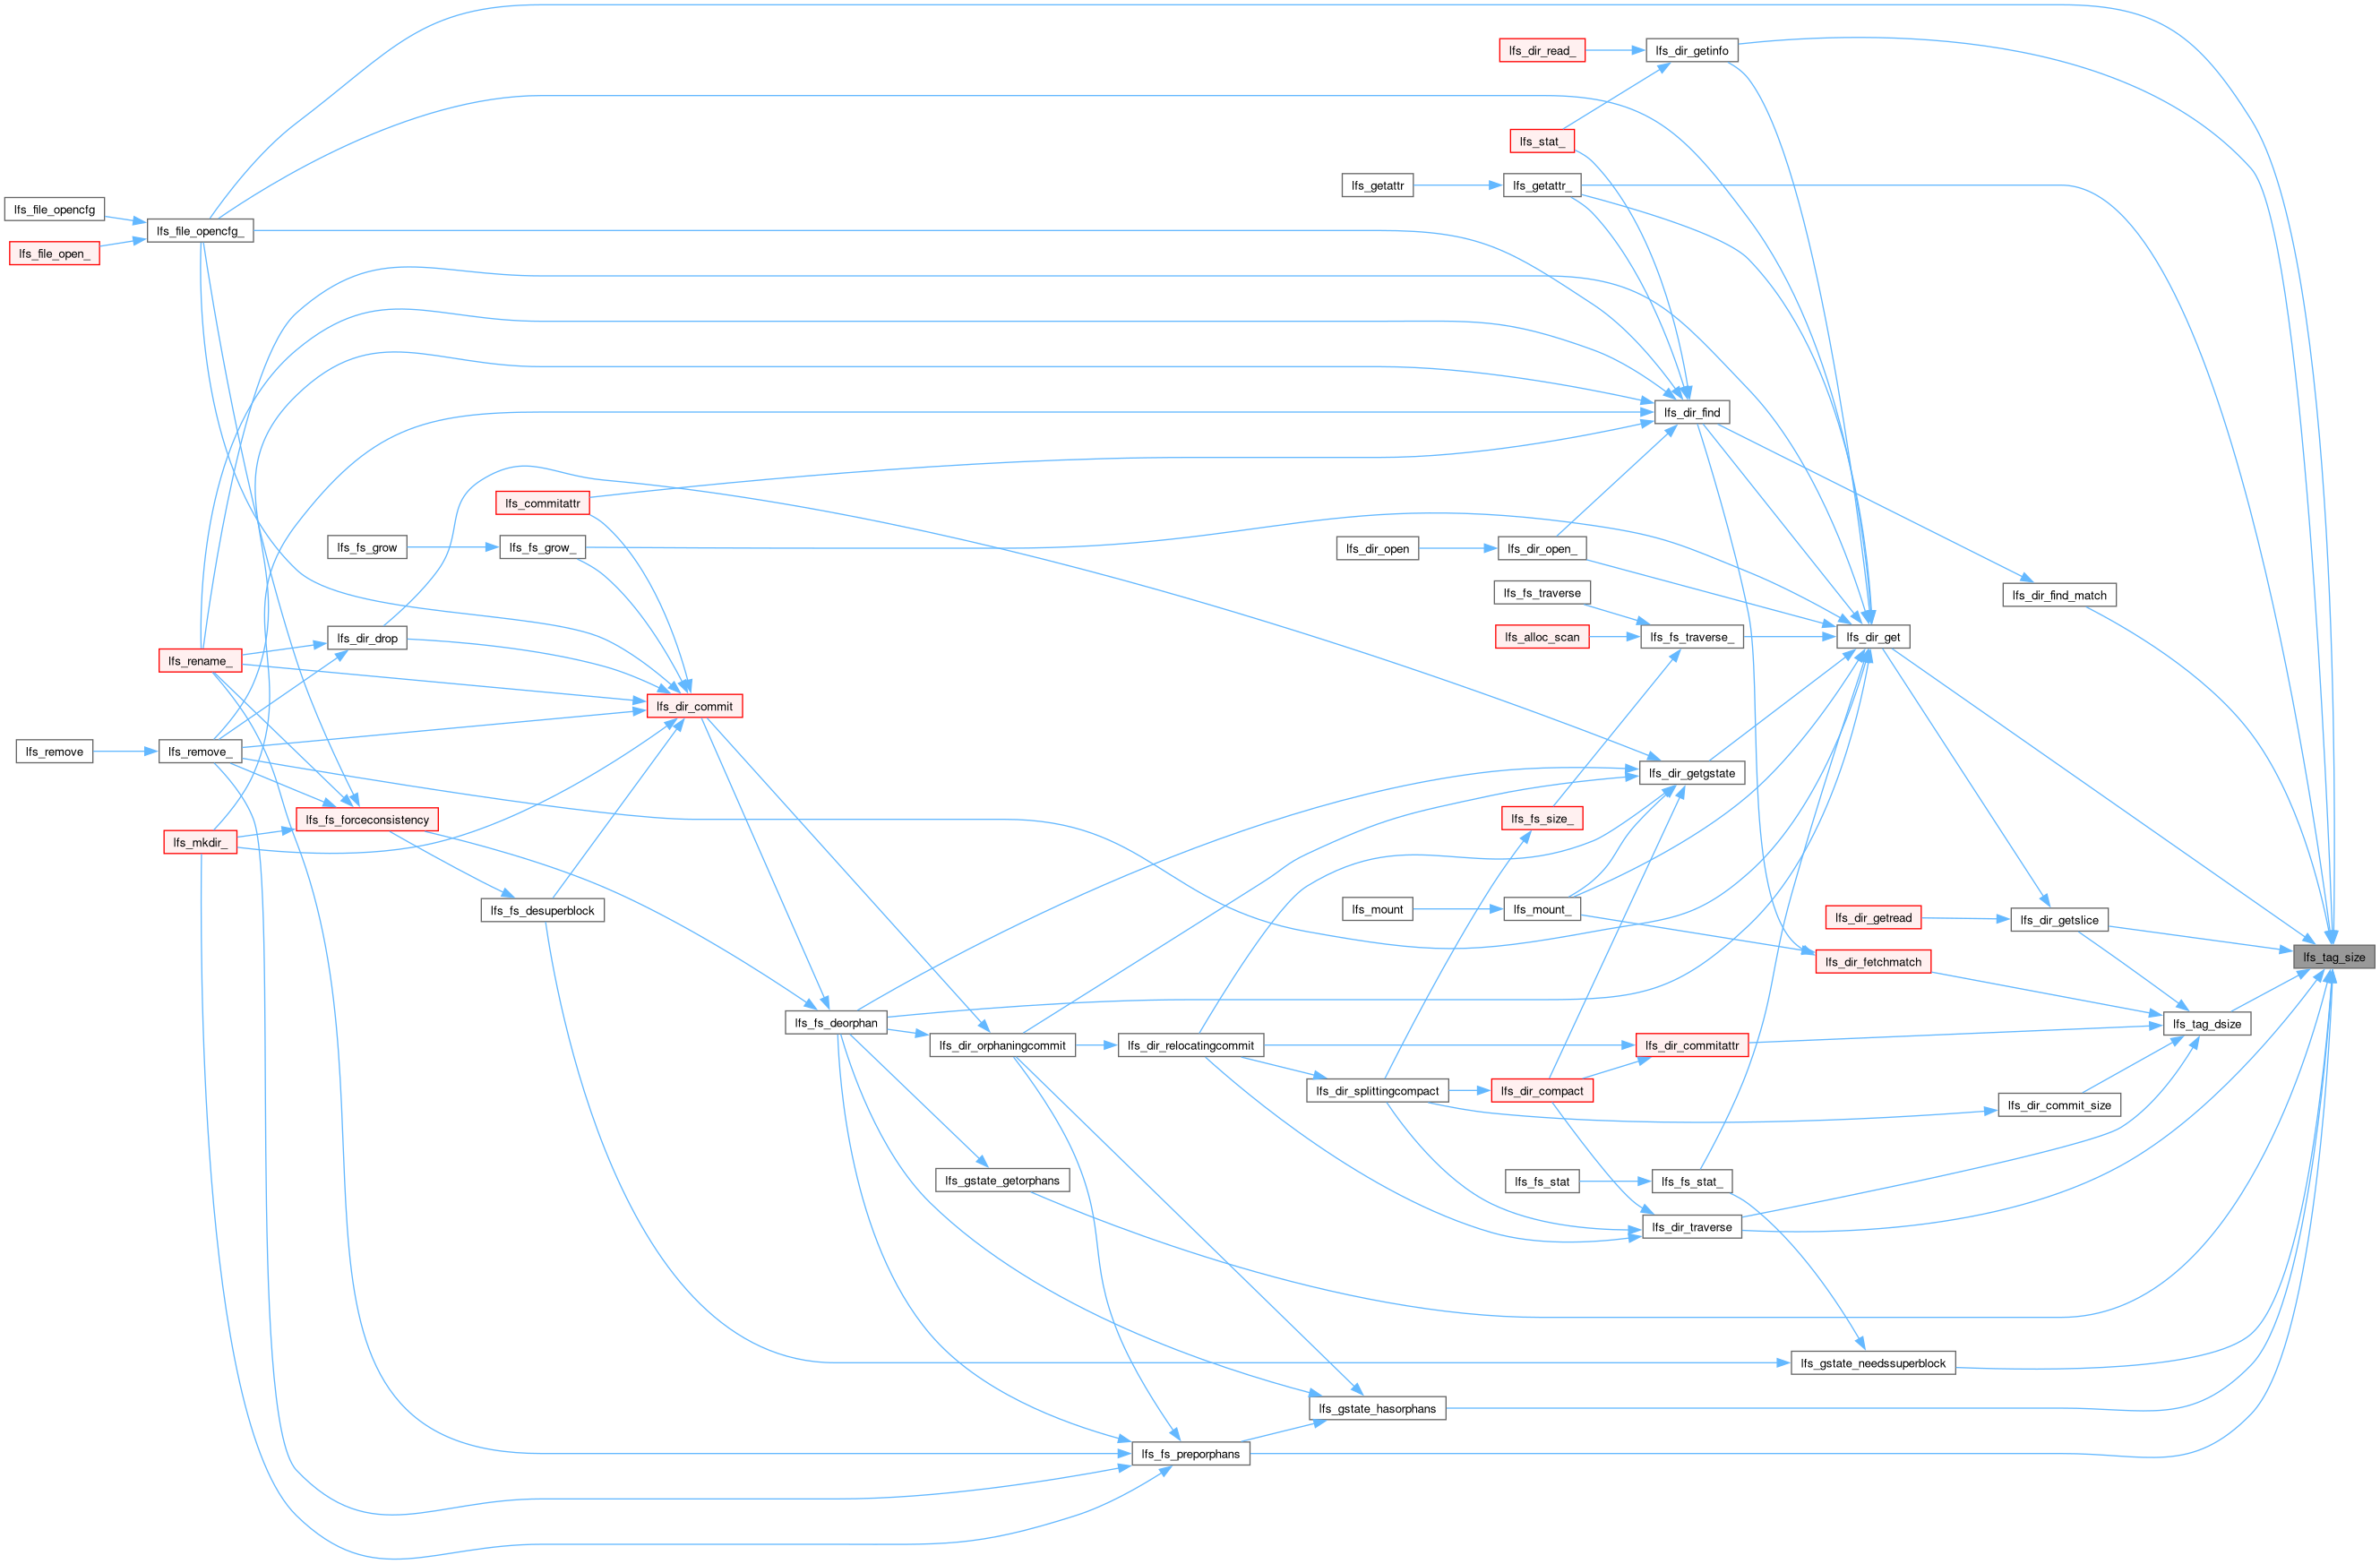 lfs_dir_read_
lfs_dir_getinfo
lfs_stat_
lfs_getattr
lfs_getattr_
lfs_file_opencfg
lfs_file_opencfg_
lfs_file_open_
lfs_dir_find
lfs_commitattr
lfs_fs_grow
lfs_fs_grow_
lfs_dir_open
lfs_dir_open_
lfs_fs_traverse
lfs_dir_find_match
lfs_dir_drop
lfs_alloc_scan
lfs_fs_traverse_
lfs_dir_get
lfs_rename_
lfs_dir_commit
lfs_remove
lfs_remove_
lfs_dir_getgstate
lfs_fs_forceconsistency
lfs_fs_size_
lfs_mkdir_
lfs_fs_desuperblock
lfs_mount
lfs_mount_
lfs_dir_getread
lfs_dir_getslice
lfs_dir_fetchmatch
lfs_tag_size
lfs_fs_deorphan
lfs_tag_dsize
lfs_dir_orphaningcommit
lfs_dir_relocatingcommit
lfs_dir_commitattr
lfs_dir_splittingcompact
lfs_dir_compact
lfs_dir_commit_size
lfs_gstate_getorphans
lfs_fs_stat
lfs_fs_stat_
lfs_dir_traverse
lfs_gstate_needssuperblock
lfs_gstate_hasorphans
lfs_fs_preporphans